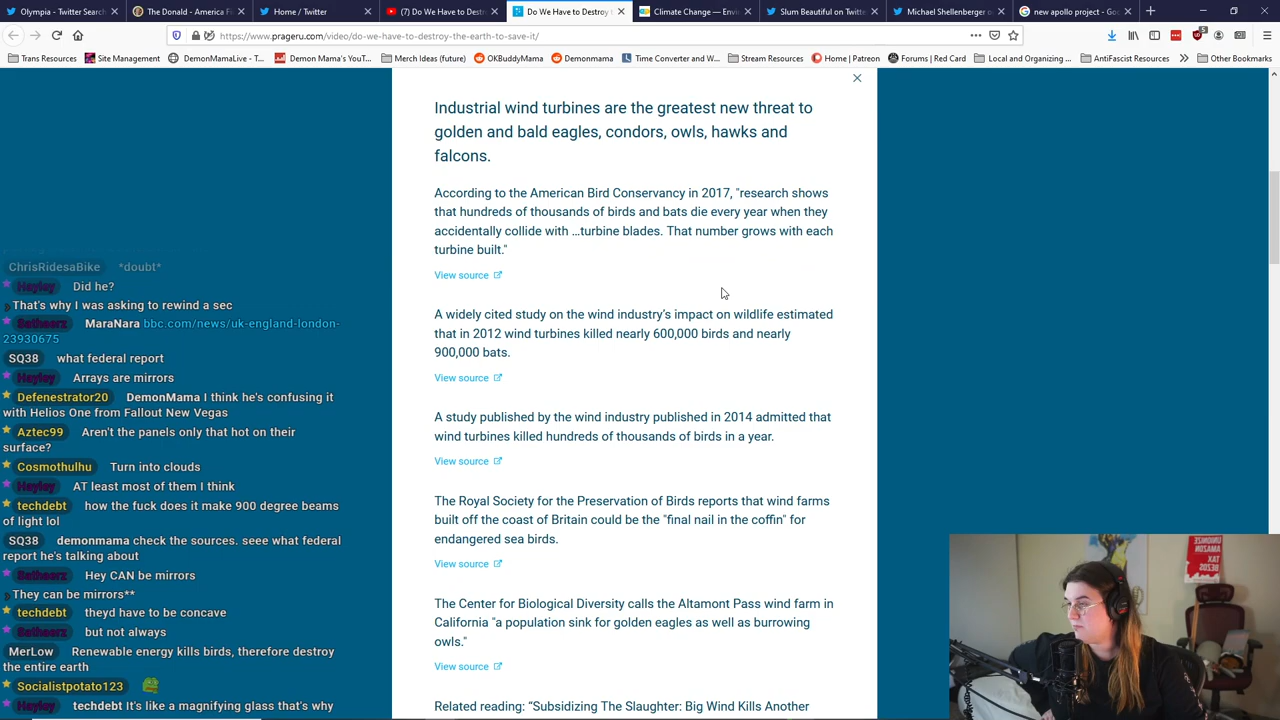 Olympia - Twitter Search
The Donald - America Fi
Home / Twitter
(7) Do We Have to Destroy t
Do We Have to Destroy t
Climate Change — Envi
Slum Beautiful on Twitte
Michael Shellenberger o
new apollo project - Goo
https://www.prageru.com/video/do-we-have-to-destroy-the-earth-to-save-it/
Trans Resources
Site Management
DemonMamaLive - T...
Demon Mama's YouT...
Merch Ideas (future)
OKBuddyMama
Demonmama
Time Converter and W...
Stream Resources
Home | Patreon
Forums | Red Card
Local and Organizing ...
AntiFascist Resources
Other Bookmarks
Industrial wind turbines are the greatest new threat to
golden and bald eagles, condors, owls, hawks and
falcons.
According to the American Bird Conservancy in 2017, "research shows
that hundreds of thousands of birds and bats die every year when they
accidentally collide with …turbine blades. That number grows with each
turbine built."
View source
A widely cited study on the wind industry's impact on wildlife estimated
that in 2012 wind turbines killed nearly 600,000 birds and nearly
900,000 bats.
View source
A study published by the wind industry published in 2014 admitted that
wind turbines killed hundreds of thousands of birds in a year.
View source
The Royal Society for the Preservation of Birds reports that wind farms
built off the coast of Britain could be the "final nail in the coffin" for
endangered sea birds.
View source
The Center for Biological Diversity calls the Altamont Pass wind farm in
California "a population sink for golden eagles as well as burrowing
owls."
View source
Related reading: "Subsidizing The Slaughter: Big Wind Kills Another
ChrisRidesaBike *doubt*
Hayley Did he?
That's why I was asking to rewind a sec
MaraNara bbc.com/news/uk-england-london-
23930675
SQ38 what federal report
Hayley Arrays are mirrors
Defenestrator20 DemonMama I think he's confusing it
with Helios One from Fallout New Vegas
Aztec99 Aren't the panels only that hot on their
surface?
Cosmothulhu Turn into clouds
Hayley AT least most of them I think
techdebt how the fuck does it make 900 degree beams
of light lol
SQ38 demonmama check the sources. seee what federal
report he's talking about
Hey CAN be mirrors
They can be mirrors**
techdebt theyd have to be concave
but not always
MerLow Renewable energy kills birds, therefore destroy
the entire earth
Socialistpotato123
Hayley techdebt It's like a magnifying glass that's why
UNIONIZE
AMAZON
TAX
BEZOS